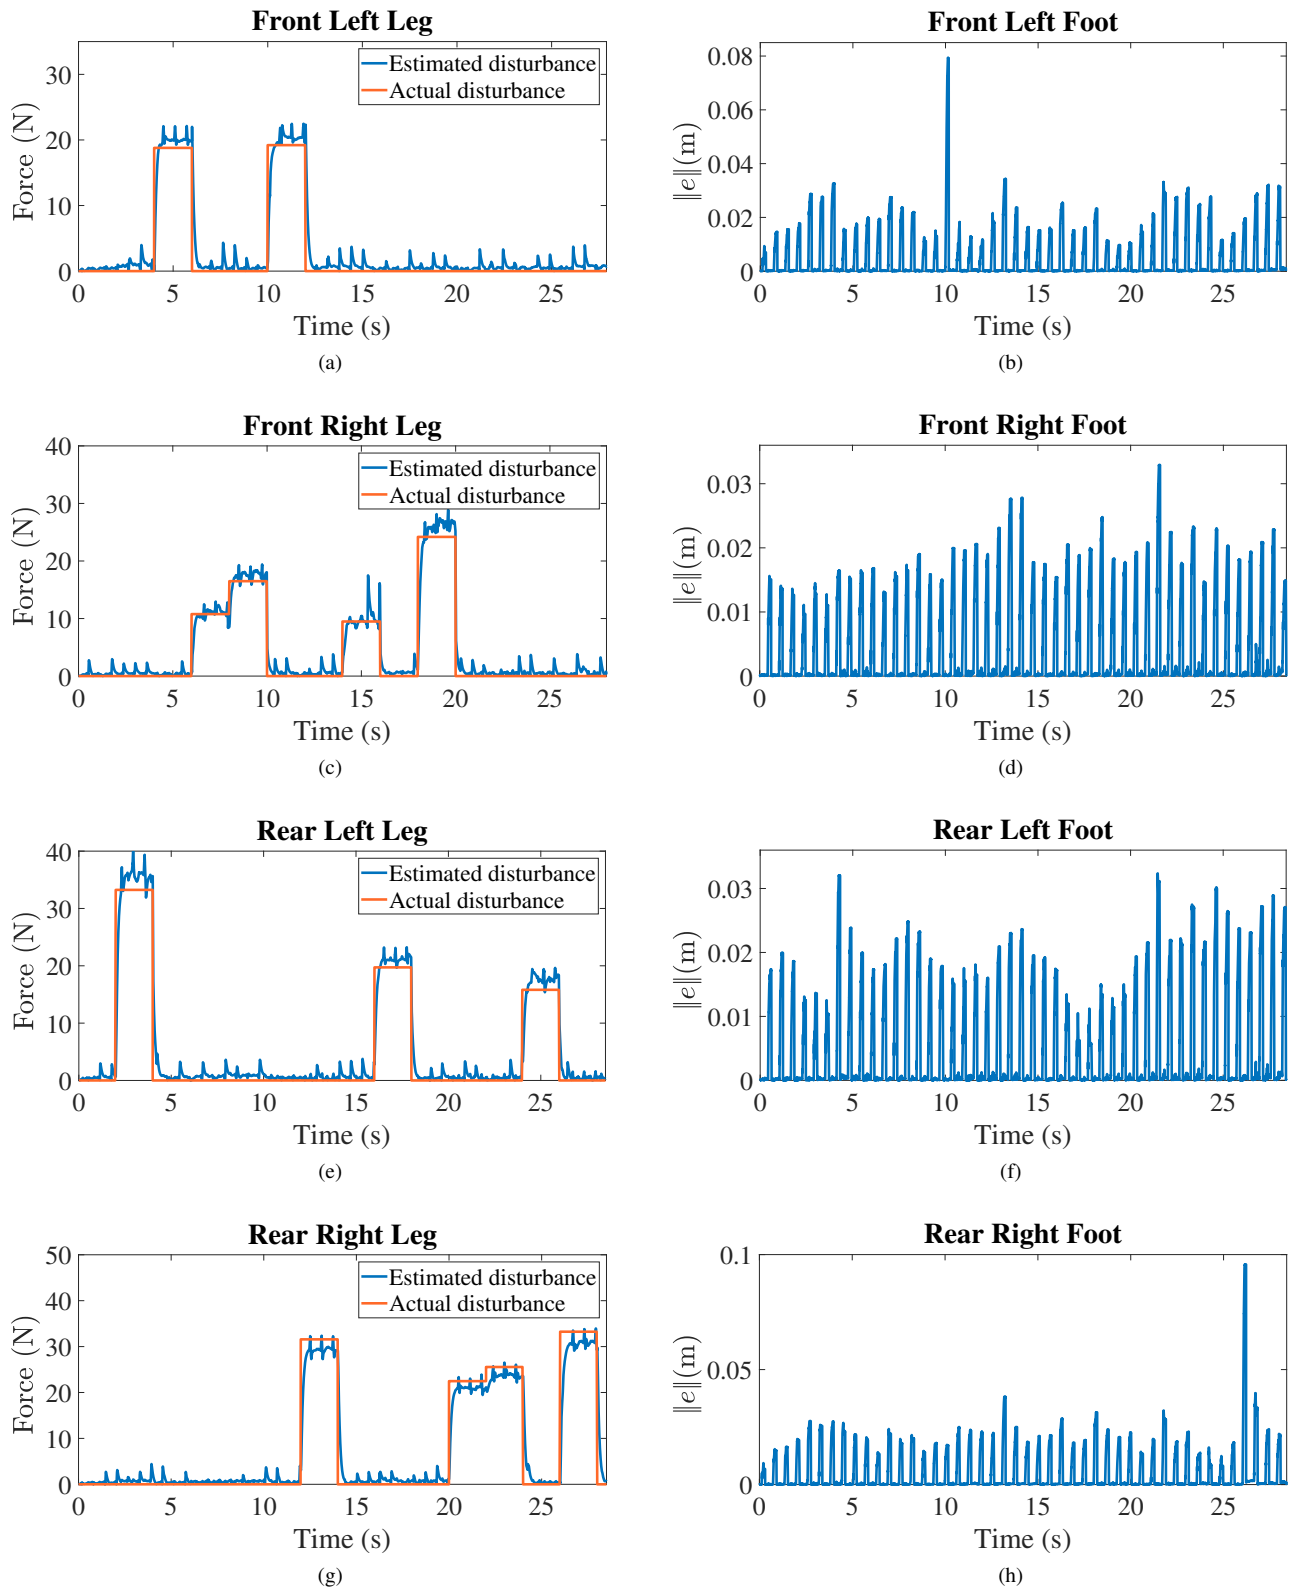 Front Left Leg
Force (N)
30
20
10
0
0 5 10 15 20 25
Time (s)
Estimated disturbance
Actual disturbance
(a)
Front Left Foot
‖e‖(m)
0.08
0.06
0.04
0.02
0
0 5 10 15 20 25
Time (s)
(b)
Front Right Leg
Force (N)
40
30
20
10
0
0 5 10 15 20 25
Time (s)
Estimated disturbance
Actual disturbance
(c)
Front Right Foot
‖e‖(m)
0.03
0.02
0.01
0
0 5 10 15 20 25
Time (s)
(d)
Rear Left Leg
Force (N)
40
30
20
10
0
0 5 10 15 20 25
Time (s)
Estimated disturbance
Actual disturbance
(e)
Rear Left Foot
‖e‖(m)
0.03
0.02
0.01
0
0 5 10 15 20 25
Time (s)
(f)
Rear Right Leg
Force (N)
50
40
30
20
10
0
0 5 10 15 20 25
Time (s)
Estimated disturbance
Actual disturbance
(g)
Rear Right Foot
‖e‖(m)
0.1
0.05
0
0 5 10 15 20 25
Time (s)
(h)